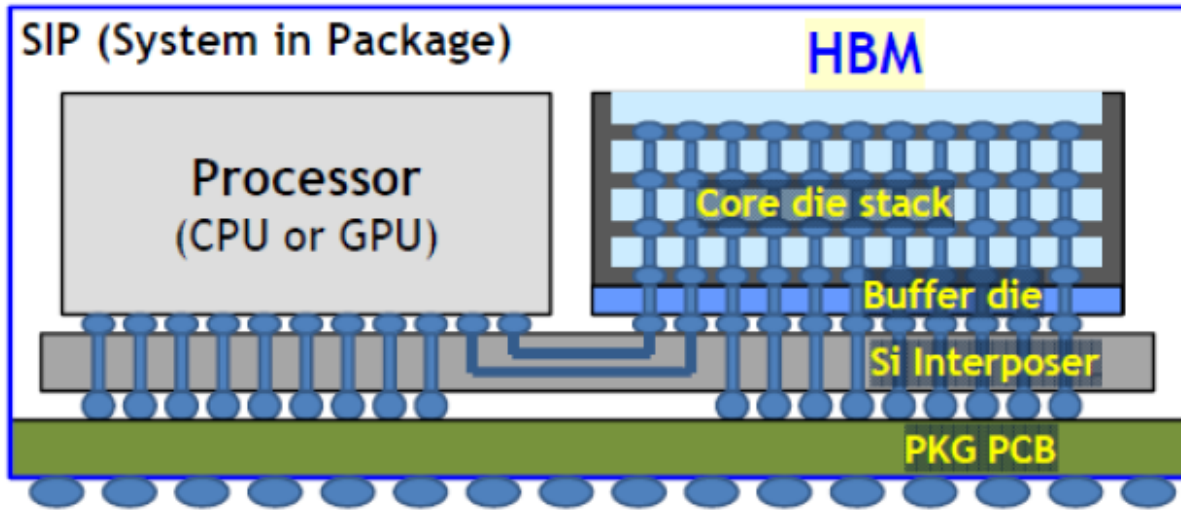 SIP (System in Package)
HBM
Processor
(CPU or GPU)
Core die stack
Buffer die
Si Interposer
PKG PCB